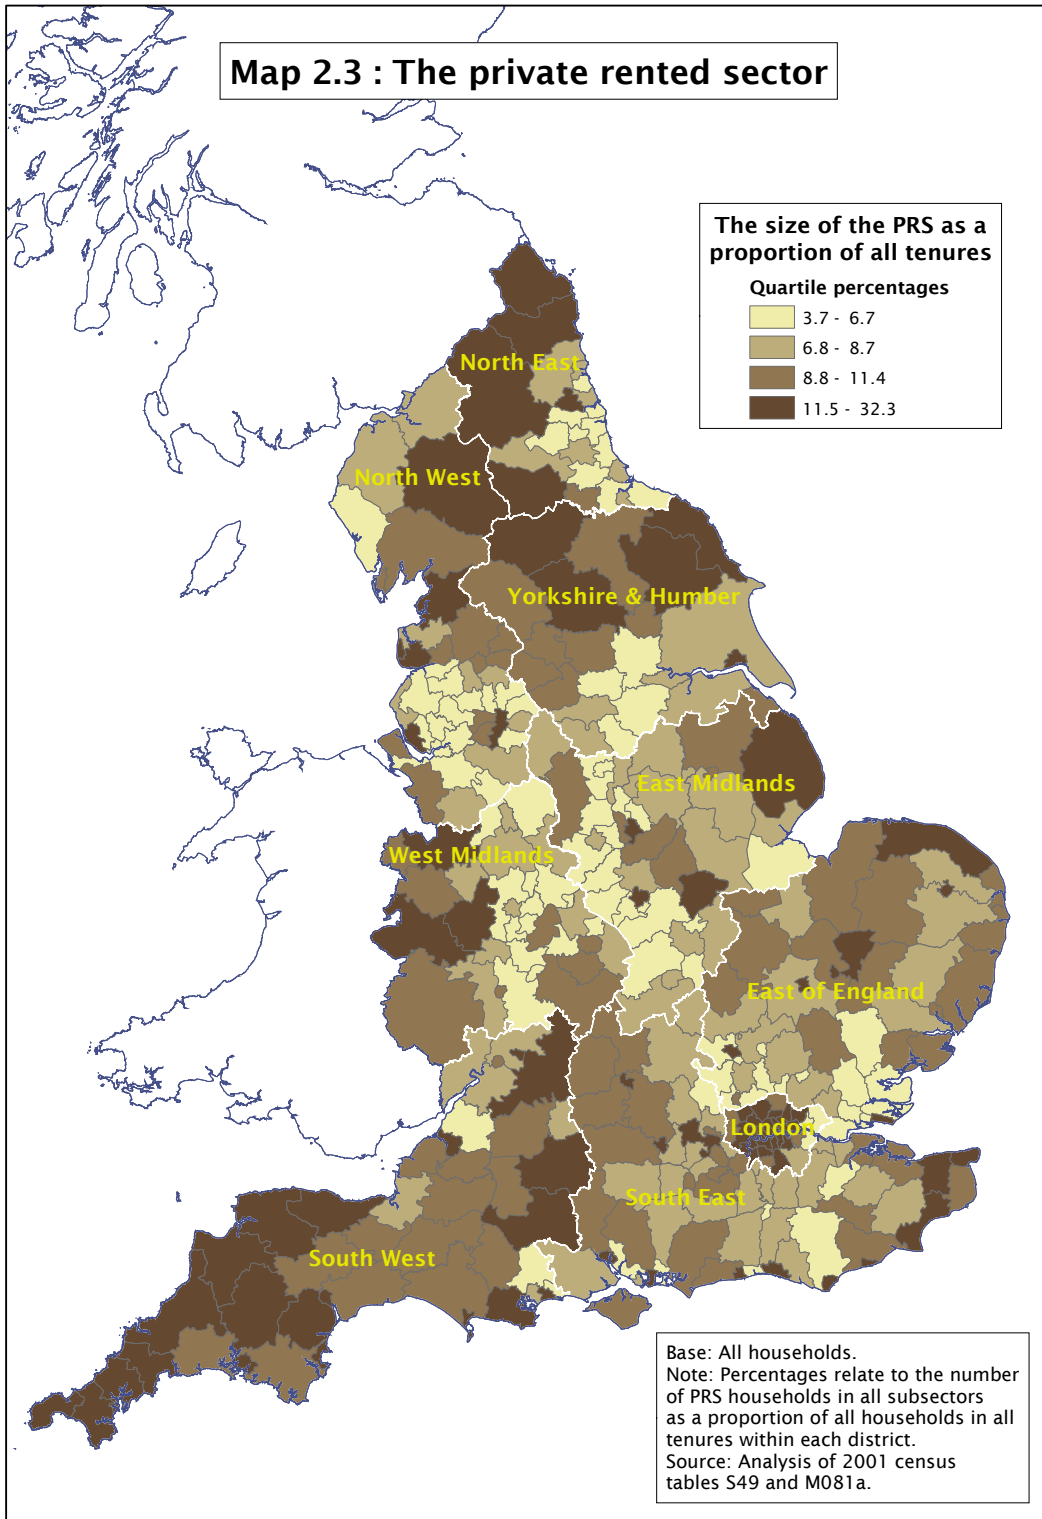 Map 2.3 : The private rented sector
The size of the PRS as a
proportion of all tenures
Quartile percentages
3.7 - 6.7
6.8 - 8.7
8.8 - 11.4
11.5 - 32.3
North East
North West
Yorkshire & Humber
East Midlands
West Midlands
East of England
London
South East
South West
Base: All households.
Note: Percentages relate to the number
of PRS households in all subsectors
as a proportion of all households in all
tenures within each district.
Source: Analysis of 2001 census
tables S49 and M081a.